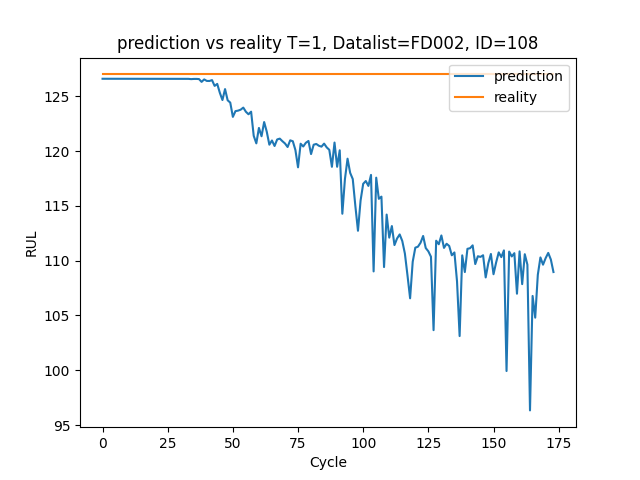 prediction vs reality T=1, Datalist=FD002, ID=108
prediction
reality
RUL
125
120
115
110
105
100
95
0 25 50 75 100 125 150 175
Cycle